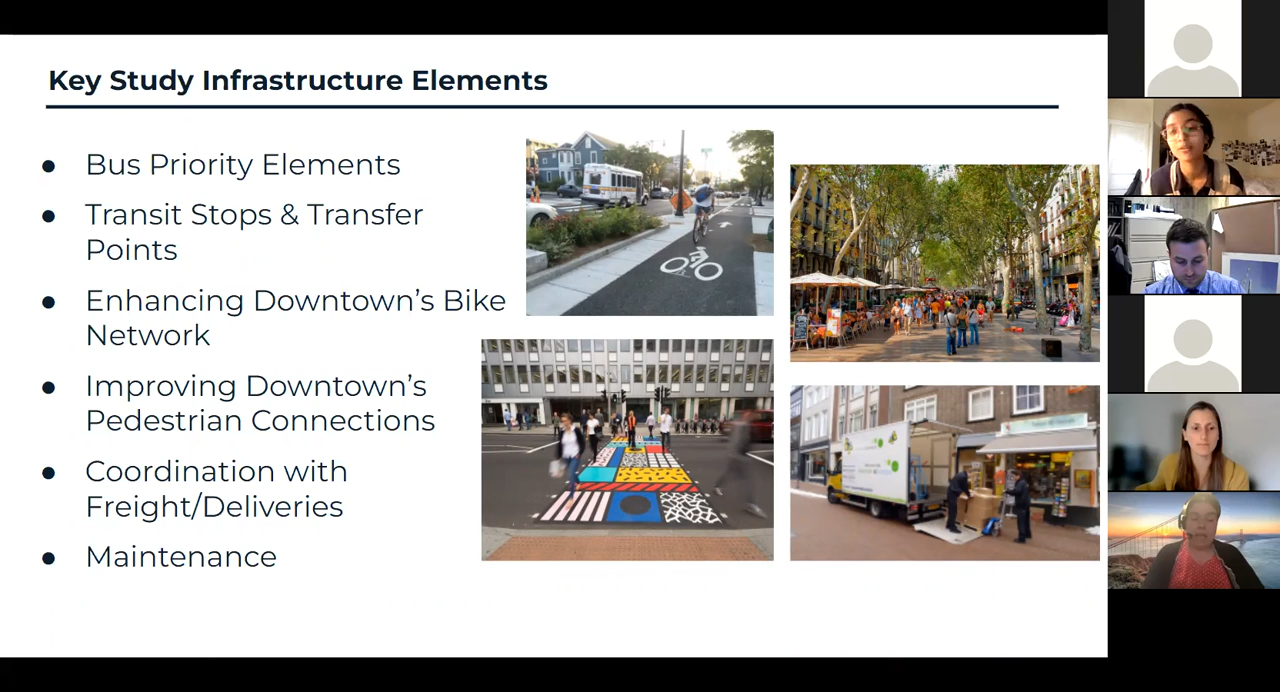 Key Study Infrastructure Elements
● Bus Priority Elements
● Transit Stops & Transfer
Points
● Enhancing Downtown’s Bike
Network
● Improving Downtown’s
Pedestrian Connections
● Coordination with
Freight/Deliveries
● Maintenance